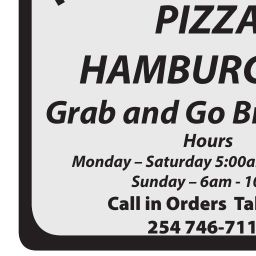 PIZZA
HAMBURG
Grab and Go B
Hours
Monday – Saturday 5:00a
Sunday – 6am - 1
Call in Orders Ta
254 746-711